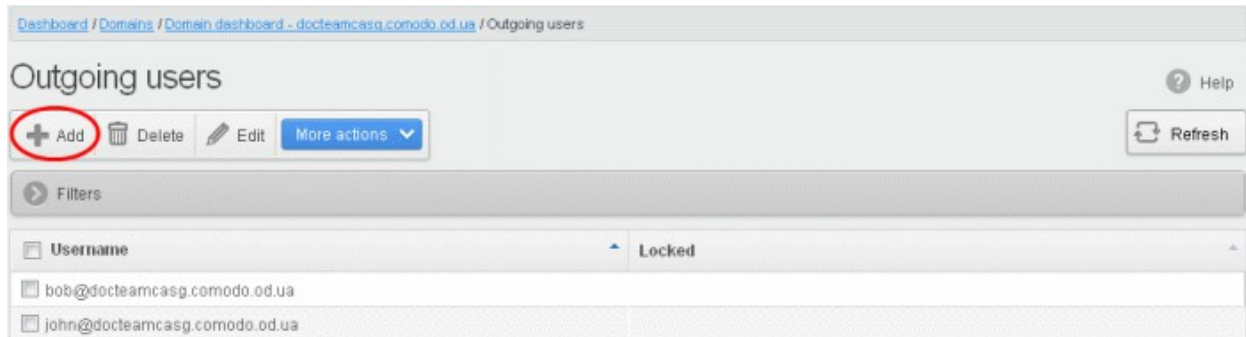 Dashboard / Domains / Domain dashboard - docteamcasg.comodo.od.ua / Outgoing users
Outgoing users
Help
Add Delete Edit More actions
Refresh
Filters
Username Locked
bob@docteamcasg.comodo.od.ua
john@docteamcasg.comodo.od.ua